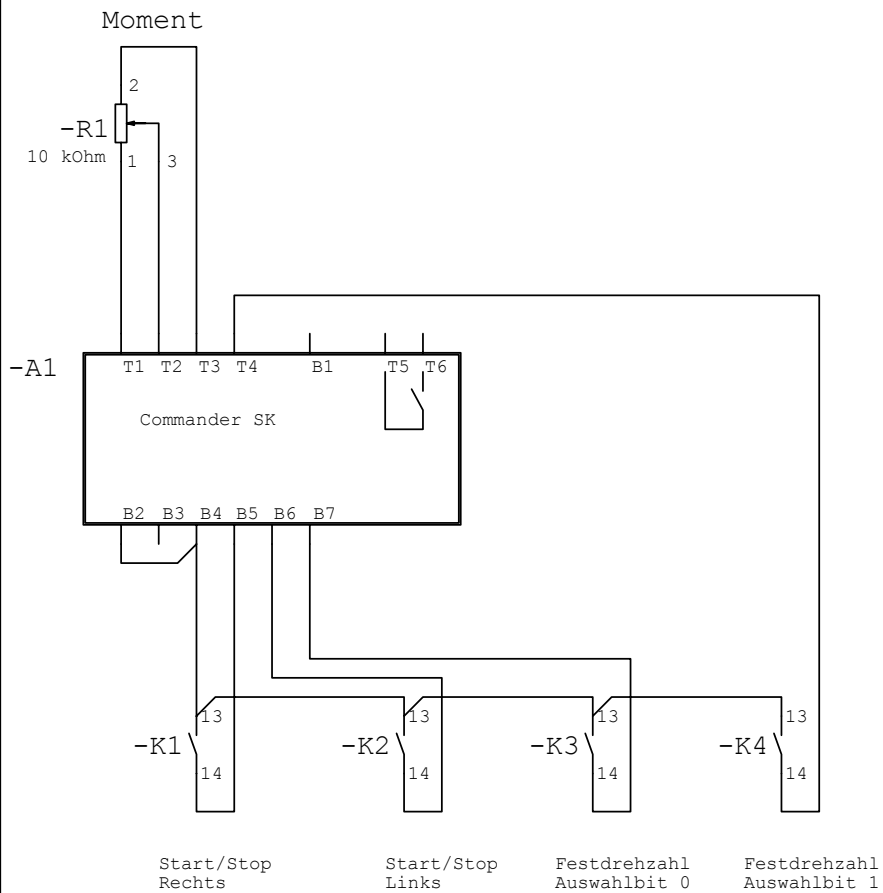 Moment
2
-R1
10 kOhm
1 3
-A1
T1 T2 T3 T4 B1 T5 T6
Commander SK
B2 B3 B4 B5 B6 B7
13 13 13 13
-K1 -K2 -K3 -K4
14 14 14 14
Start/Stop Start/Stop Festdrehzahl Festdrehzahl
Rechts Links Auswahlbit 0 Auswahlbit 1